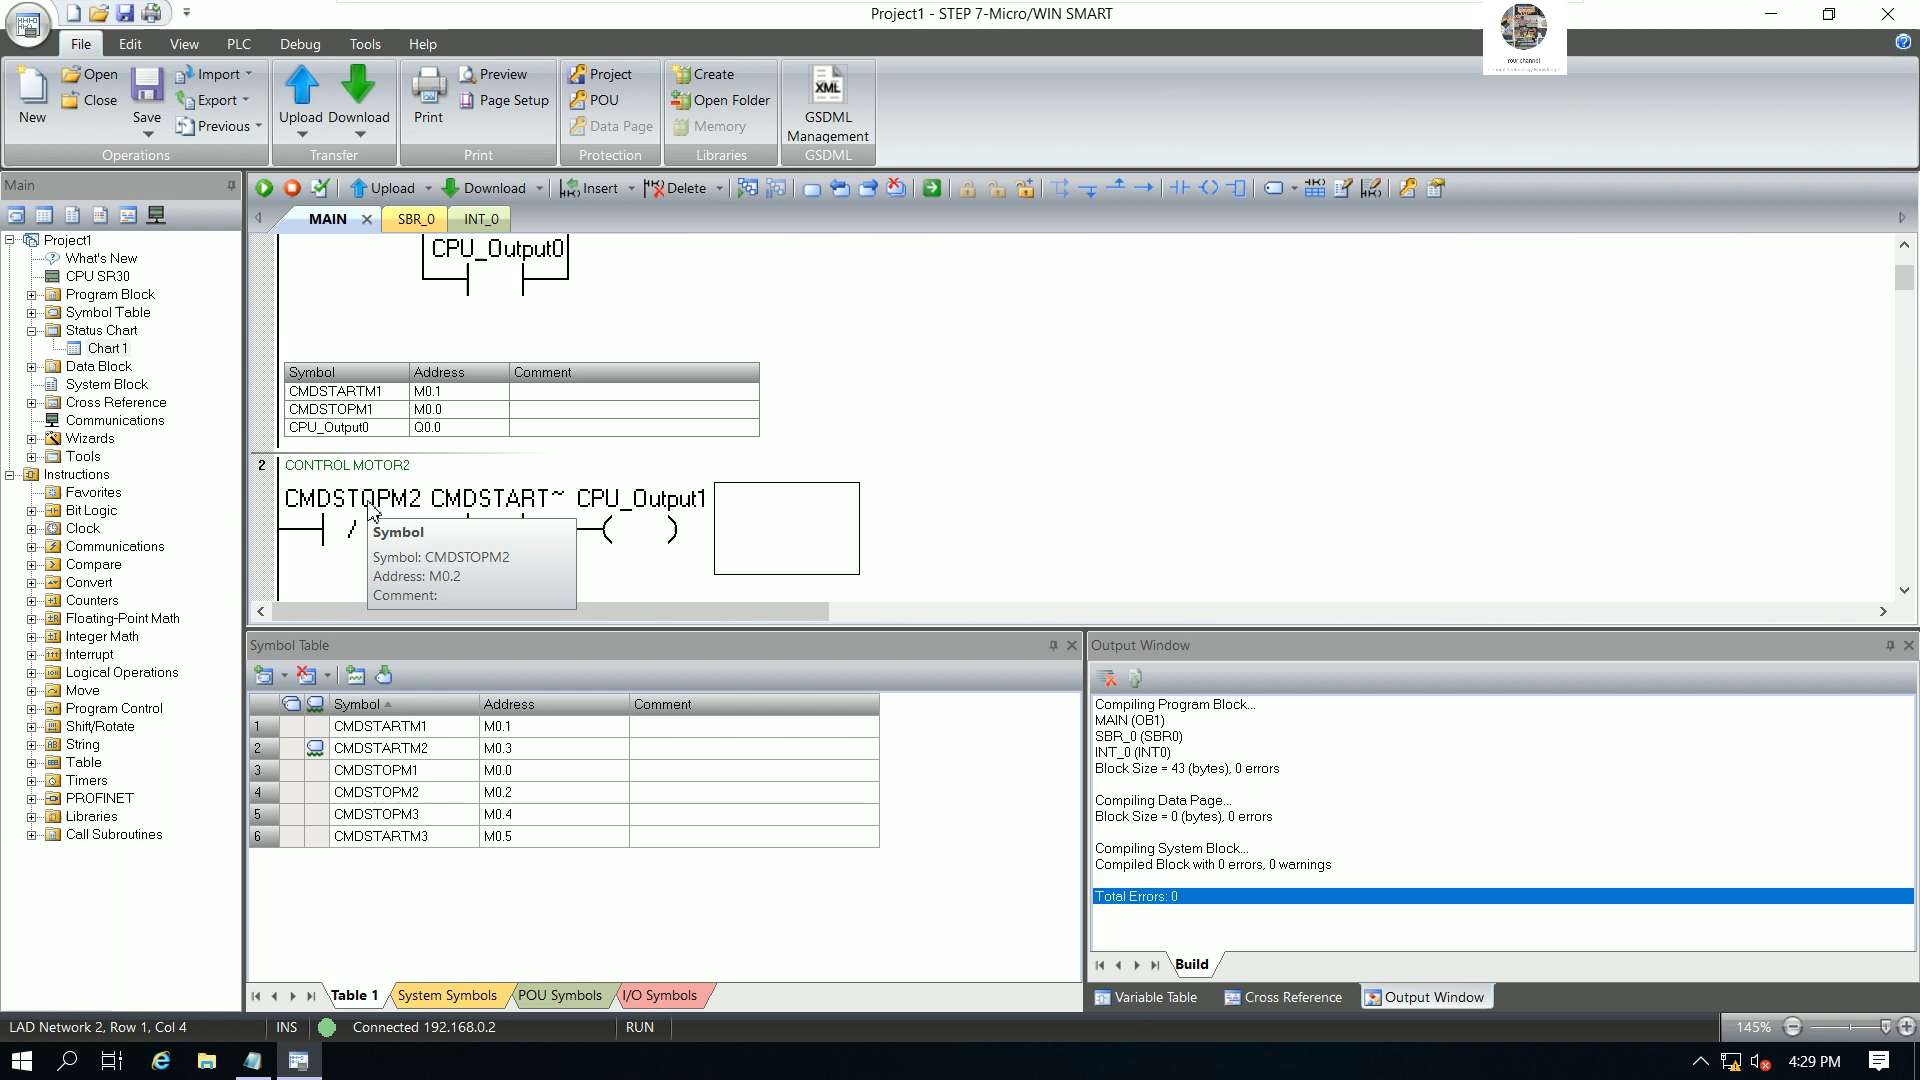 Project1 - STEP 7-Micro/WIN SMART
Your channel
File Edit View PLC Debug Tools Help
New
Open
Close
Save
Import
Export
Previous
Operations
Upload
Download
Transfer
Print
Preview
Page Setup
Print
Project
POU
Data Page
Protection
Create
Open Folder
Memory
Libraries
XML
GSDML
Management
GSDML
Main
Upload Download Insert Delete
MAIN SBR_0 INT_0
Project1
What's New
CPU SR30
Program Block
Symbol Table
Status Chart
Chart 1
Data Block
System Block
Cross Reference
Communications
Wizards
Tools
Instructions
Favorites
Bit Logic
Clock
Communications
Compare
Convert
Counters
Floating-Point Math
Integer Math
Interrupt
Logical Operations
Move
Program Control
Shift/Rotate
String
Table
Timers
PROFINET
Libraries
Call Subroutines
CPU_Output0
Symbol Address Comment
CMDSTARTM1 M0.1
CMDSTOPM1 M0.0
CPU_Output0 Q0.0
2 CONTROL MOTOR2
CMDSTOPM2 CMDSTART~ CPU_Output1
/
Symbol
Symbol: CMDSTOPM2
Address: M0.2
Comment:
Symbol Table
Symbol Address Comment
1 CMDSTARTM1 M0.1
2 CMDSTARTM2 M0.3
3 CMDSTOPM1 M0.0
4 CMDSTOPM2 M0.2
5 CMDSTOPM3 M0.4
6 CMDSTARTM3 M0.5
Table 1 System Symbols POU Symbols I/O Symbols
Output Window
Compiling Program Block...
MAIN (OB1)
SBR_0 (SBR0)
INT_0 (INT0)
Block Size = 43 (bytes), 0 errors
Compiling Data Page...
Block Size = 0 (bytes), 0 errors
Compiling System Block...
Compiled Block with 0 errors, 0 warnings
Total Errors: 0
Build
Variable Table Cross Reference Output Window
LAD Network 2, Row 1, Col 4 INS Connected 192.168.0.2 RUN 145%
4:29 PM